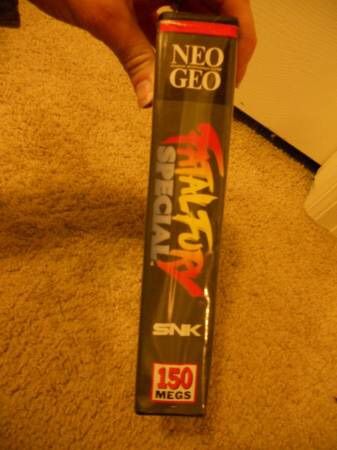 NEO
GEO
FATAL FURY
SPECIAL
SNK
150
MEGS